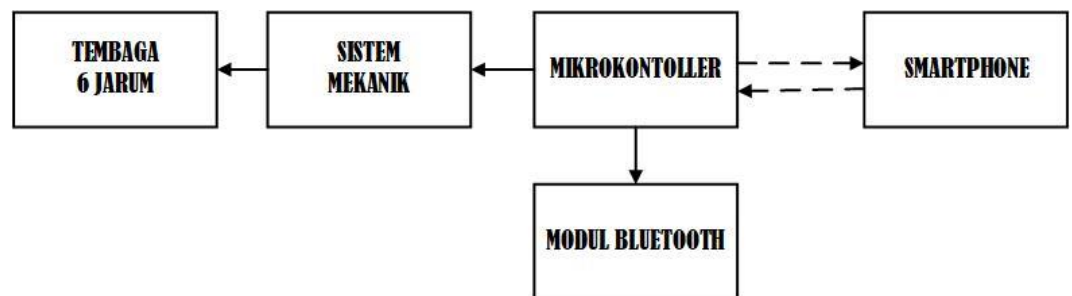 TEMBAGA
6 JARUM
SISTEM
MEKANIK
MIKROKONTOLLER
SMARTPHONE
MODUL BLUETOOTH